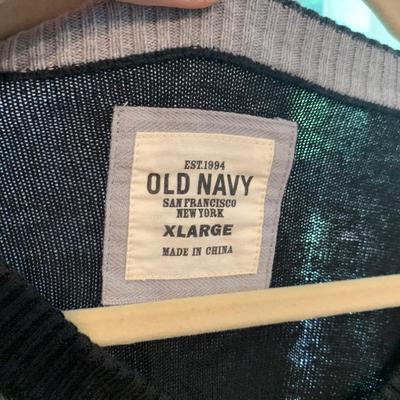 EST.1994
OLD NAVY
SAN FRANCISCO
NEW YORK
XLARGE
MADE IN CHINA